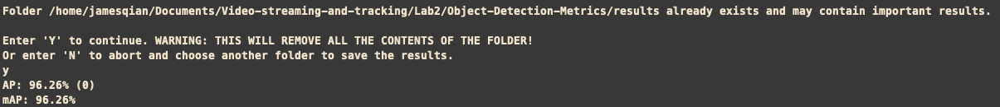 Folder /home/jamesqian/Documents/Video-streaming-and-tracking/Lab2/Object-Detection-Metrics/results already exists and may contain important results.
Enter 'Y' to continue. WARNING: THIS WILL REMOVE ALL THE CONTENTS OF THE FOLDER!
Or enter 'N' to abort and choose another folder to save the results.
y
AP: 96.26% (0)
mAP: 96.26%